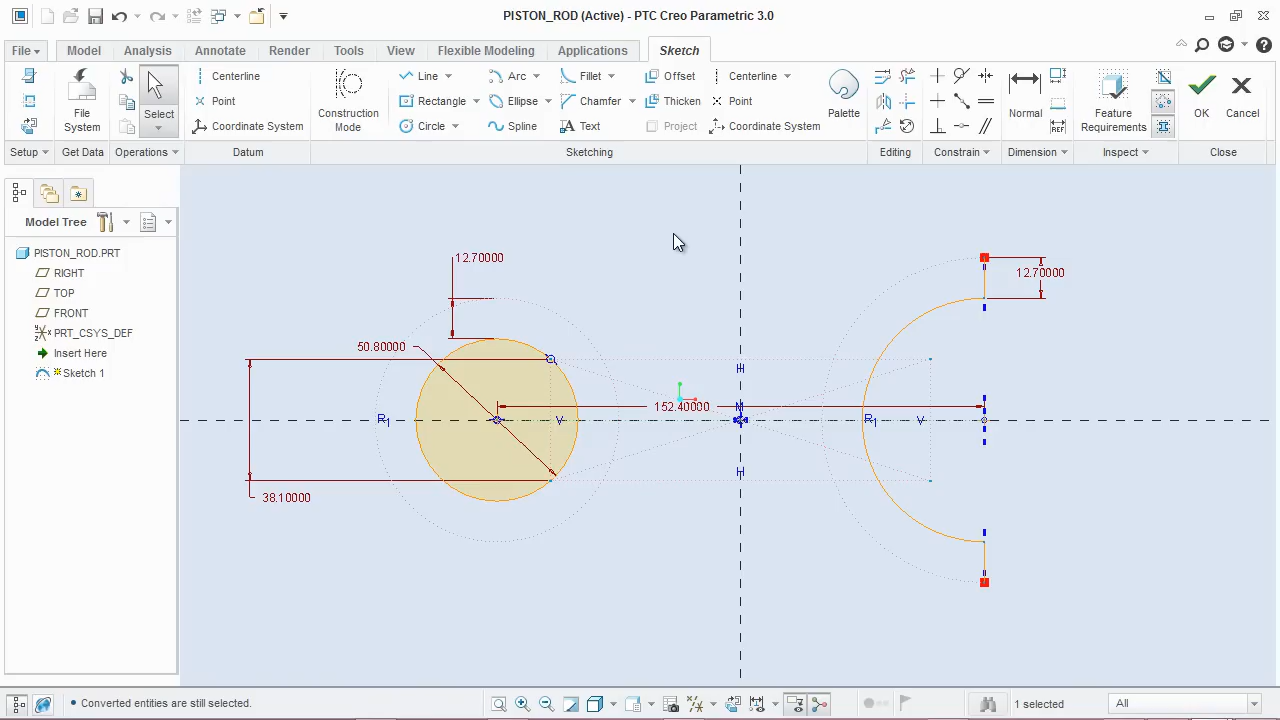 PISTON_ROD (Active) - PTC Creo Parametric 3.0
File Model Analysis Annotate Render Tools View Flexible Modeling Applications Sketch
Centerline Line Arc Fillet Offset Centerline
Point Rectangle Ellipse Chamfer Thicken Point
Coordinate System Circle Spline Text Project Coordinate System
File System Select Construction Mode Palette Normal Feature Requirements OK Cancel
Setup Get Data Operations Datum Sketching Editing Constrain Dimension Inspect Close
Model Tree
PISTON_ROD.PRT
RIGHT
TOP
FRONT
PRT_CSYS_DEF
Insert Here
Sketch 1
12.70000
12.70000
50.80000
H
152.40000 M
R1 V R1 V
H
38.10000
Converted entities are still selected.
1 selected
All